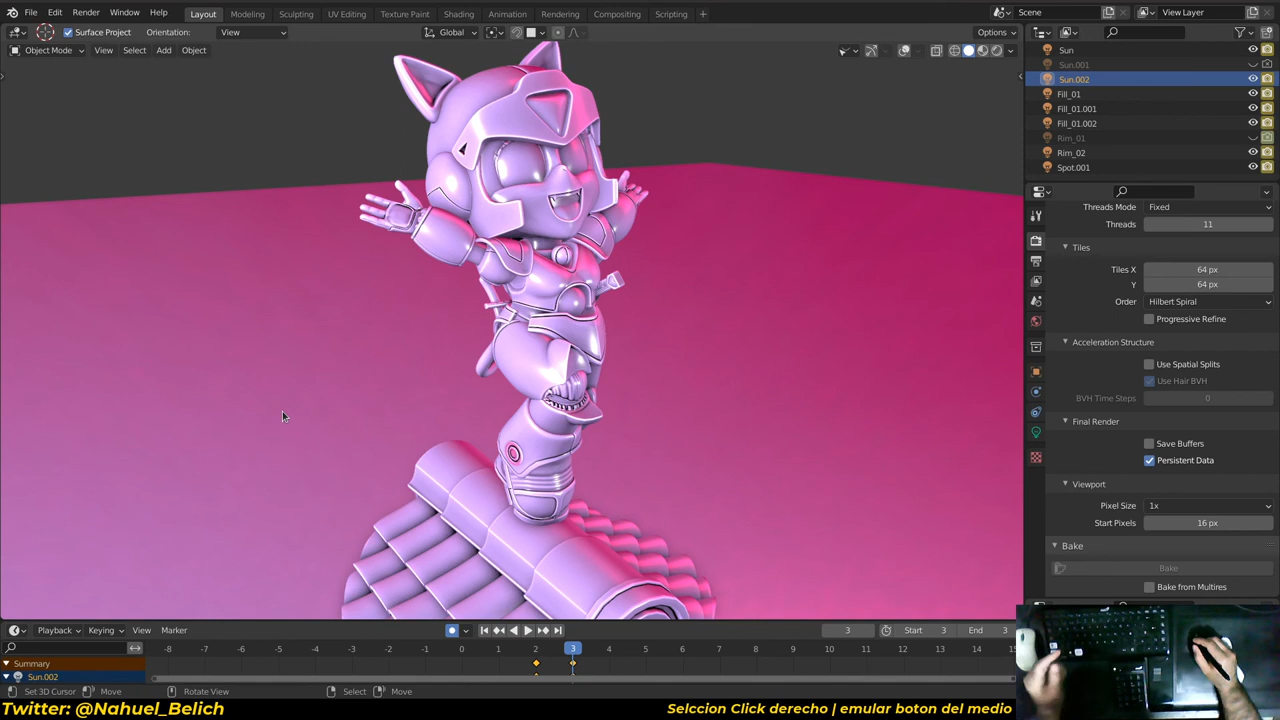 File Edit Render Window Help Layout Modeling Sculpting UV Editing Texture Paint Shading Animation Rendering Compositing Scripting + Scene View Layer
Surface Project Orientation: View Global Options
Object Mode View Select Add Object
Sun
Sun.001
Sun.002
Fill_01
Fill_01.001
Fill_01.002
Rim_01
Rim_02
Spot.001
Threads Mode Fixed
Threads 11
Tiles
Tiles X 64 px
Y 64 px
Order Hilbert Spiral
Progressive Refine
Acceleration Structure
Use Spatial Splits
Use Hair BVH
BVH Time Steps 0
Final Render
Save Buffers
Persistent Data
Viewport
Pixel Size 1x
Start Pixels 16 px
Bake
Bake
Bake from Multires
Playback Keying View Marker 3 Start 3 End 3
-8 -7 -6 -5 -4 -3 -2 -1 0 1 2 3 4 5 6 7 8 9 10 11 12 13 14 15
Summary
Sun.002
Set 3D Cursor Move Rotate View Select Move
Twitter: @Nahuel_Belich Selccion Click derecho | emular boton del medio